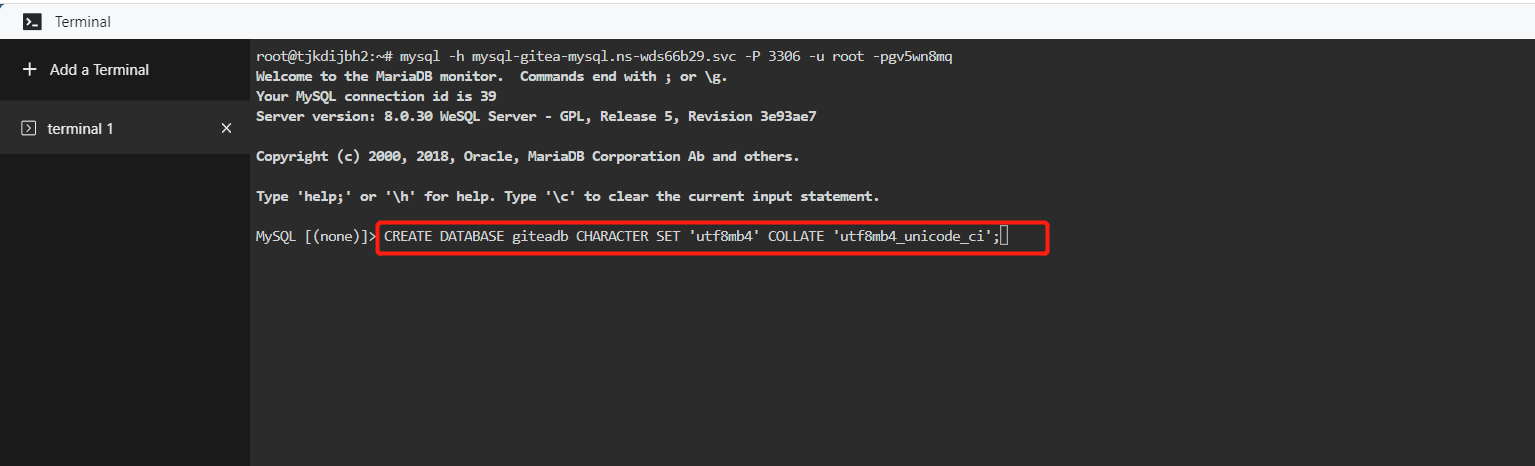 Terminal
Add a Terminal
terminal 1
root@tjkdijbh2:~# mysql -h mysql-gitea-mysql.ns-wds66b29.svc -P 3306 -u root -pgv5wn8mq
Welcome to the MariaDB monitor.  Commands end with ; or \g.
Your MySQL connection id is 39
Server version: 8.0.30 WeSQL Server - GPL, Release 5, Revision 3e93ae7
Copyright (c) 2000, 2018, Oracle, MariaDB Corporation Ab and others.
Type 'help;' or '\h' for help. Type '\c' to clear the current input statement.
MySQL [(none)]> CREATE DATABASE giteadb CHARACTER SET 'utf8mb4' COLLATE 'utf8mb4_unicode_ci';